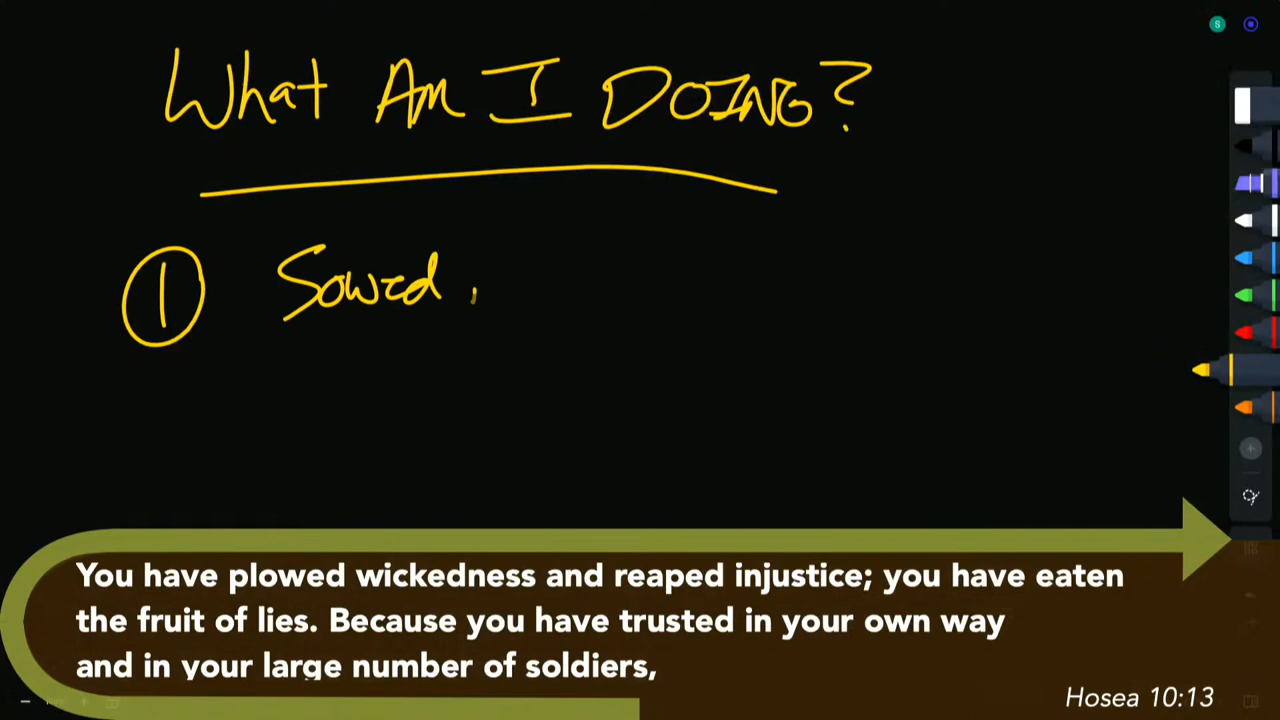 S
What Am I DOING?
1 Sowed
You have plowed wickedness and reaped injustice; you have eaten
the fruit of lies. Because you have trusted in your own way
and in your large number of soldiers,
Hosea 10:13